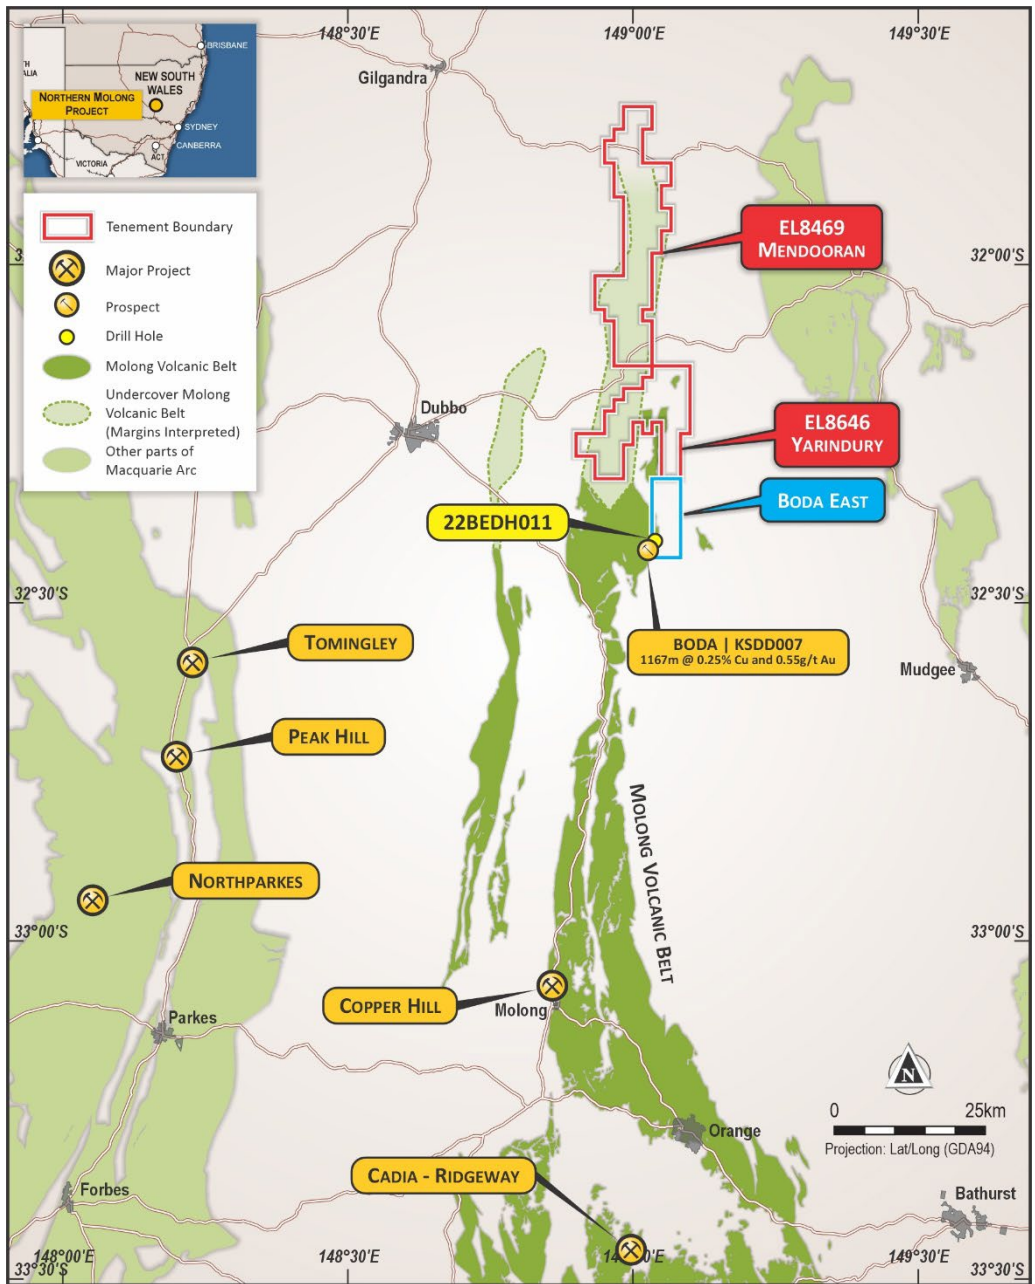 148°30'E
149°00'E
149°30'E
BRISBANE
NEW SOUTH
WALES
NORTHERN MOLONG
PROJECT
SYDNEY
CANBERRA
ACT
VICTORIA
Gilgandra
Tenement Boundary
Major Project
Prospect
Drill Hole
Molong Volcanic Belt
Undercover Molong
Volcanic Belt
(Margins Interpreted)
Other parts of
Macquarie Arc
EL8469
MENDOORAN
32°00'S
Dubbo
EL8646
YARINDURY
BODA EAST
22BEDH011
32°30'S
32°30'S
BODA | KSDD007
1167m @ 0.25% Cu and 0.55g/t Au
TOMINGLEY
Mudgee
PEAK HILL
MOLONG VOLCANIC BELT
NORTHPARKES
33°00'S
33°00'S
COPPER HILL
Molong
Parkes
N
0
25km
Projection: Lat/Long (GDA94)
Orange
CADIA - RIDGEWAY
Forbes
Bathurst
148°00'E
148°30'E
149°30'E
33°30'S
33°30'S